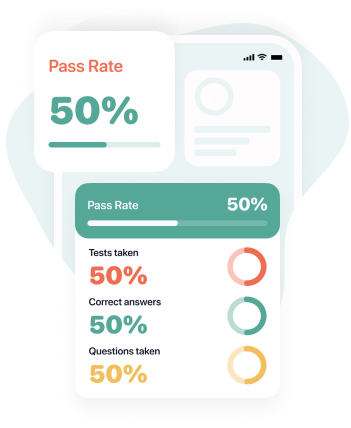 Pass Rate
50%
Pass Rate
50%
Tests taken
50%
Correct answers
50%
Questions taken
50%